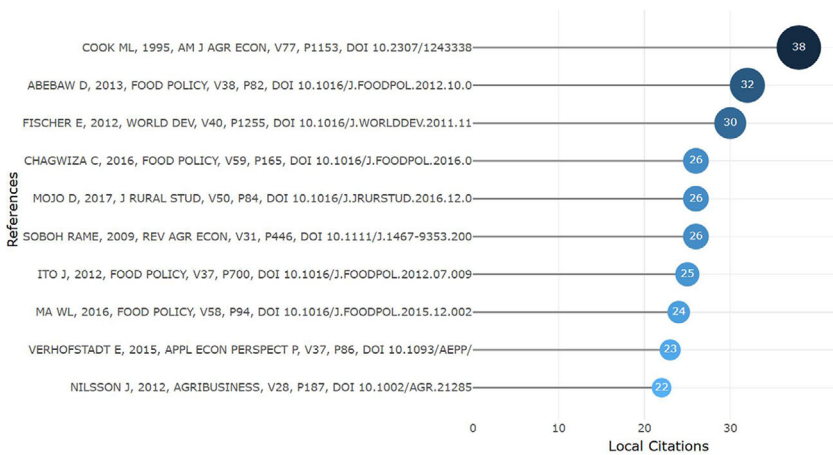 COOK ML, 1995, AM J AGR ECON, V77, P1153, DOI 10.2307/1243338
38
ABEBAW D, 2013, FOOD POLICY, V38, P82, DOI 10.1016/J.FOODPOL.2012.10.0
32
FISCHER E, 2012, WORLD DEV, V40, P1255, DOI 10.1016/J.WORLDDEV.2011.11
30
CHAGWIZA C, 2016, FOOD POLICY, V59, P165, DOI 10.1016/J.FOODPOL.2016.0
26
MOJO D, 2017, J RURAL STUD, V50, P84, DOI 10.1016/J.JRURSTUD.2016.12.0
26
SOBOH RAME, 2009, REV AGR ECON, V31, P446, DOI 10.1111/J.1467-9353.200
26
ITO J, 2012, FOOD POLICY, V37, P700, DOI 10.1016/J.FOODPOL.2012.07.009
25
MA WL, 2016, FOOD POLICY, V58, P94, DOI 10.1016/J.FOODPOL.2015.12.002
24
VERHOFSTADT E, 2015, APPL ECON PERSPECT P, V37, P86, DOI 10.1093/AEPP/
23
NILSSON J, 2012, AGRIBUSINESS, V28, P187, DOI 10.1002/AGR.21285
22
References
0 10 20 30
Local Citations